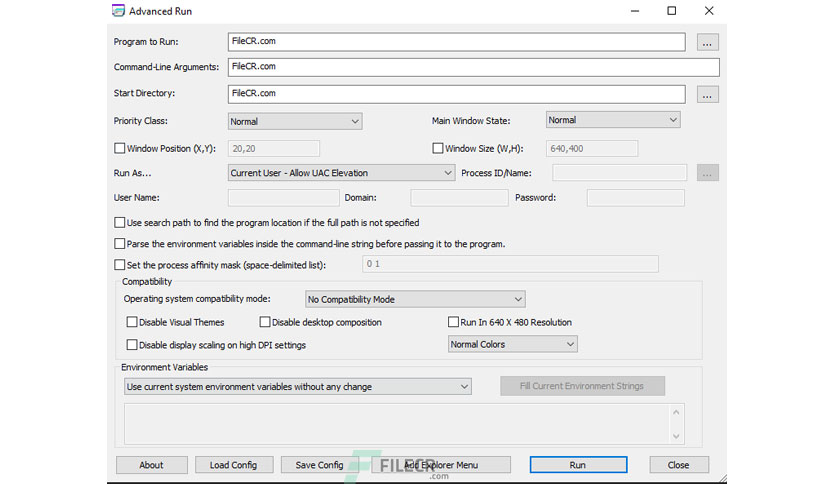 Advanced Run
Program to Run: FileCR.com ...
Command-Line Arguments: FileCR.com
Start Directory: FileCR.com ...
Priority Class: Normal Main Window State: Normal
Window Position (X,Y): 20,20 Window Size (W,H): 640,400
Run As... Current User - Allow UAC Elevation Process ID/Name: ...
User Name: Domain: Password:
Use search path to find the program location if the full path is not specified
Parse the environment variables inside the command-line string before passing it to the program.
Set the process affinity mask (space-delimited list): 0 1
Compatibility
Operating system compatibility mode: No Compatibility Mode
Disable Visual Themes Disable desktop composition Run In 640 X 480 Resolution
Disable display scaling on high DPI settings Normal Colors
Environment Variables
Use current system environment variables without any change Fill Current Environment Strings
About Load Config Save Config Add Explorer Menu Run Close
FILECR
.com